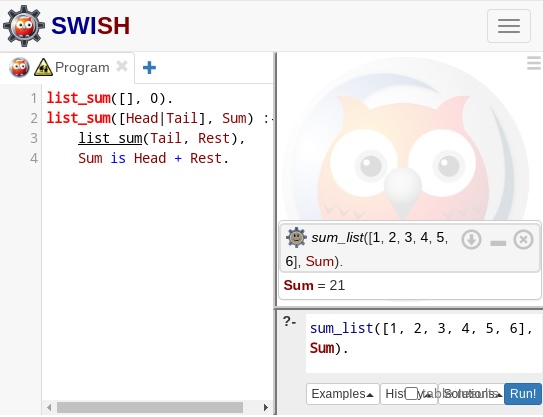 SWISH
Program
1 list_sum([], 0).
2 list_sum([Head|Tail], Sum) :-
3 list_sum(Tail, Rest),
4 Sum is Head + Rest.
sum_list([1, 2, 3, 4, 5,
6], Sum).
Sum = 21
?- sum_list([1, 2, 3, 4, 5, 6],
Sum).
Examples History Solutions table results Run!